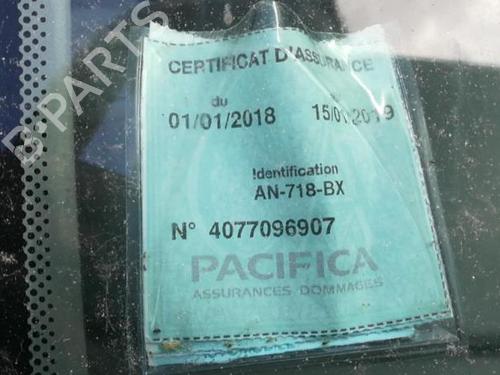 B-PARTS
CERTIFICAT D'ASSURANCE
du
01/01/2018 15/01/2019
Identification
AN-718-BX
N° 4077096907
PACIFICA
ASSURANCES DOMMAGES